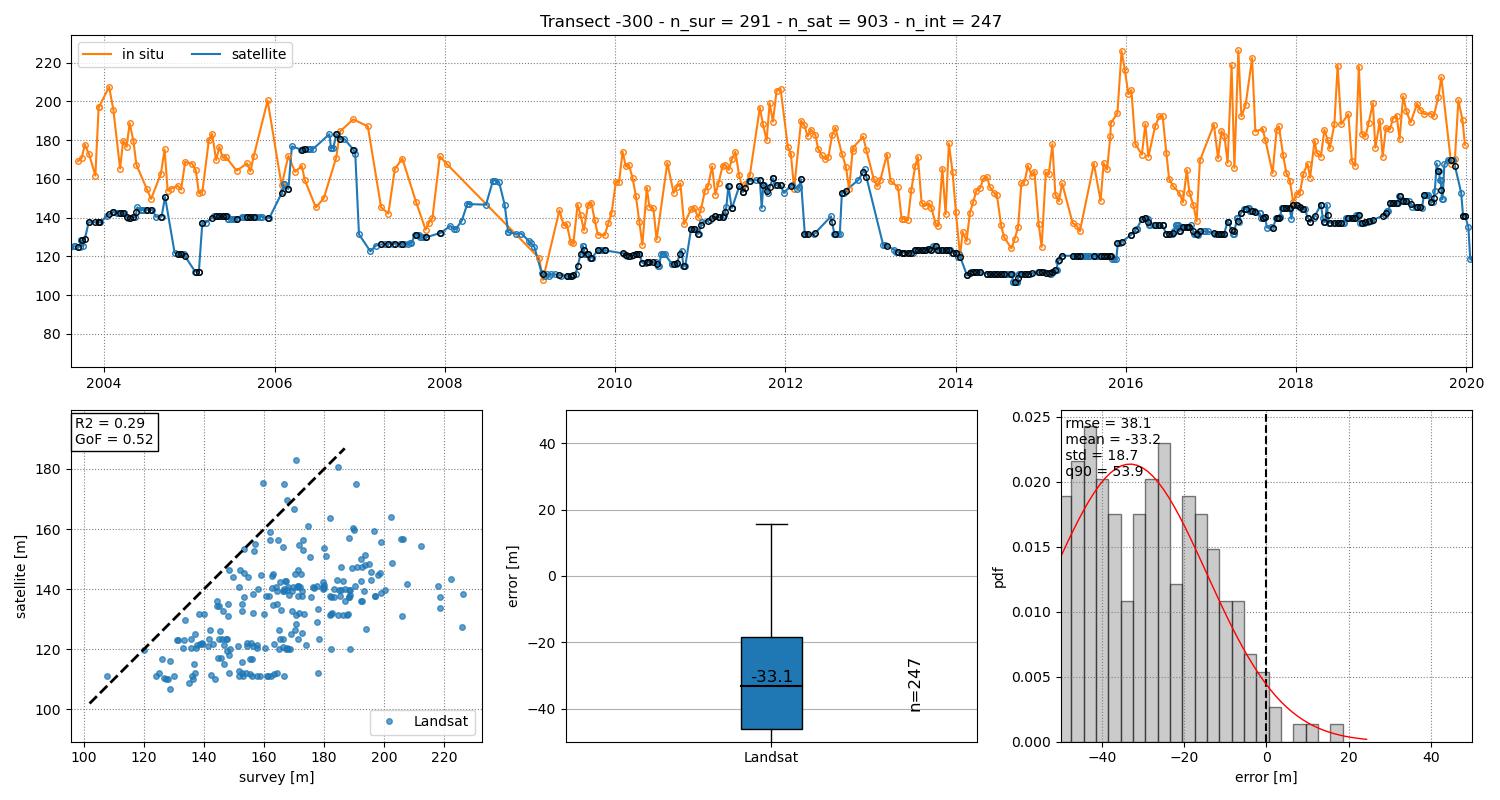 Transect -300 - n_sur = 291 - n_sat = 903 - n_int = 247
in situ
satellite
220
200
180
160
140
120
100
80
2004
2006
2008
2010
2012
2014
2016
2018
2020
R2 = 0.29
GoF = 0.52
satellite [m]
180
160
140
120
100
Landsat
100
120
140
160
180
200
220
survey [m]
error [m]
40
20
0
−20
−40
-33.1
n=247
Landsat
pdf
0.025
0.020
0.015
0.010
0.005
0.000
rmse = 38.1
mean = -33.2
std = 18.7
q90 = 53.9
−40
−20
0
20
40
error [m]